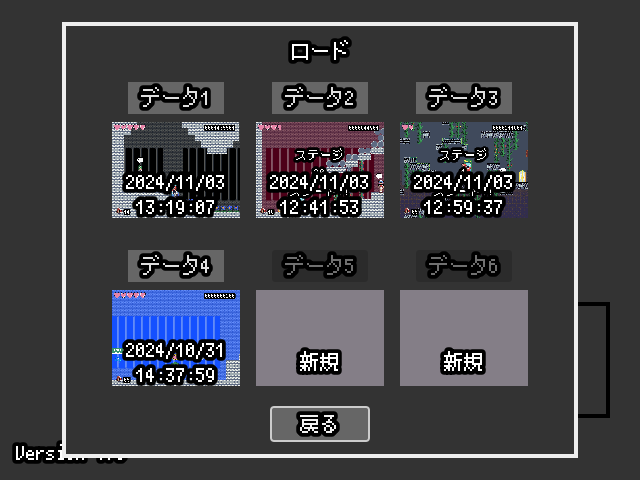 ロード
データ1
データ2
データ3
ステージ
ステージ
2024/11/03
2024/11/03
2024/11/03
13:19:07
12:41:53
12:59:37
データ4
データ5
データ6
2024/10/31
14:37:59
新規
新規
戻る